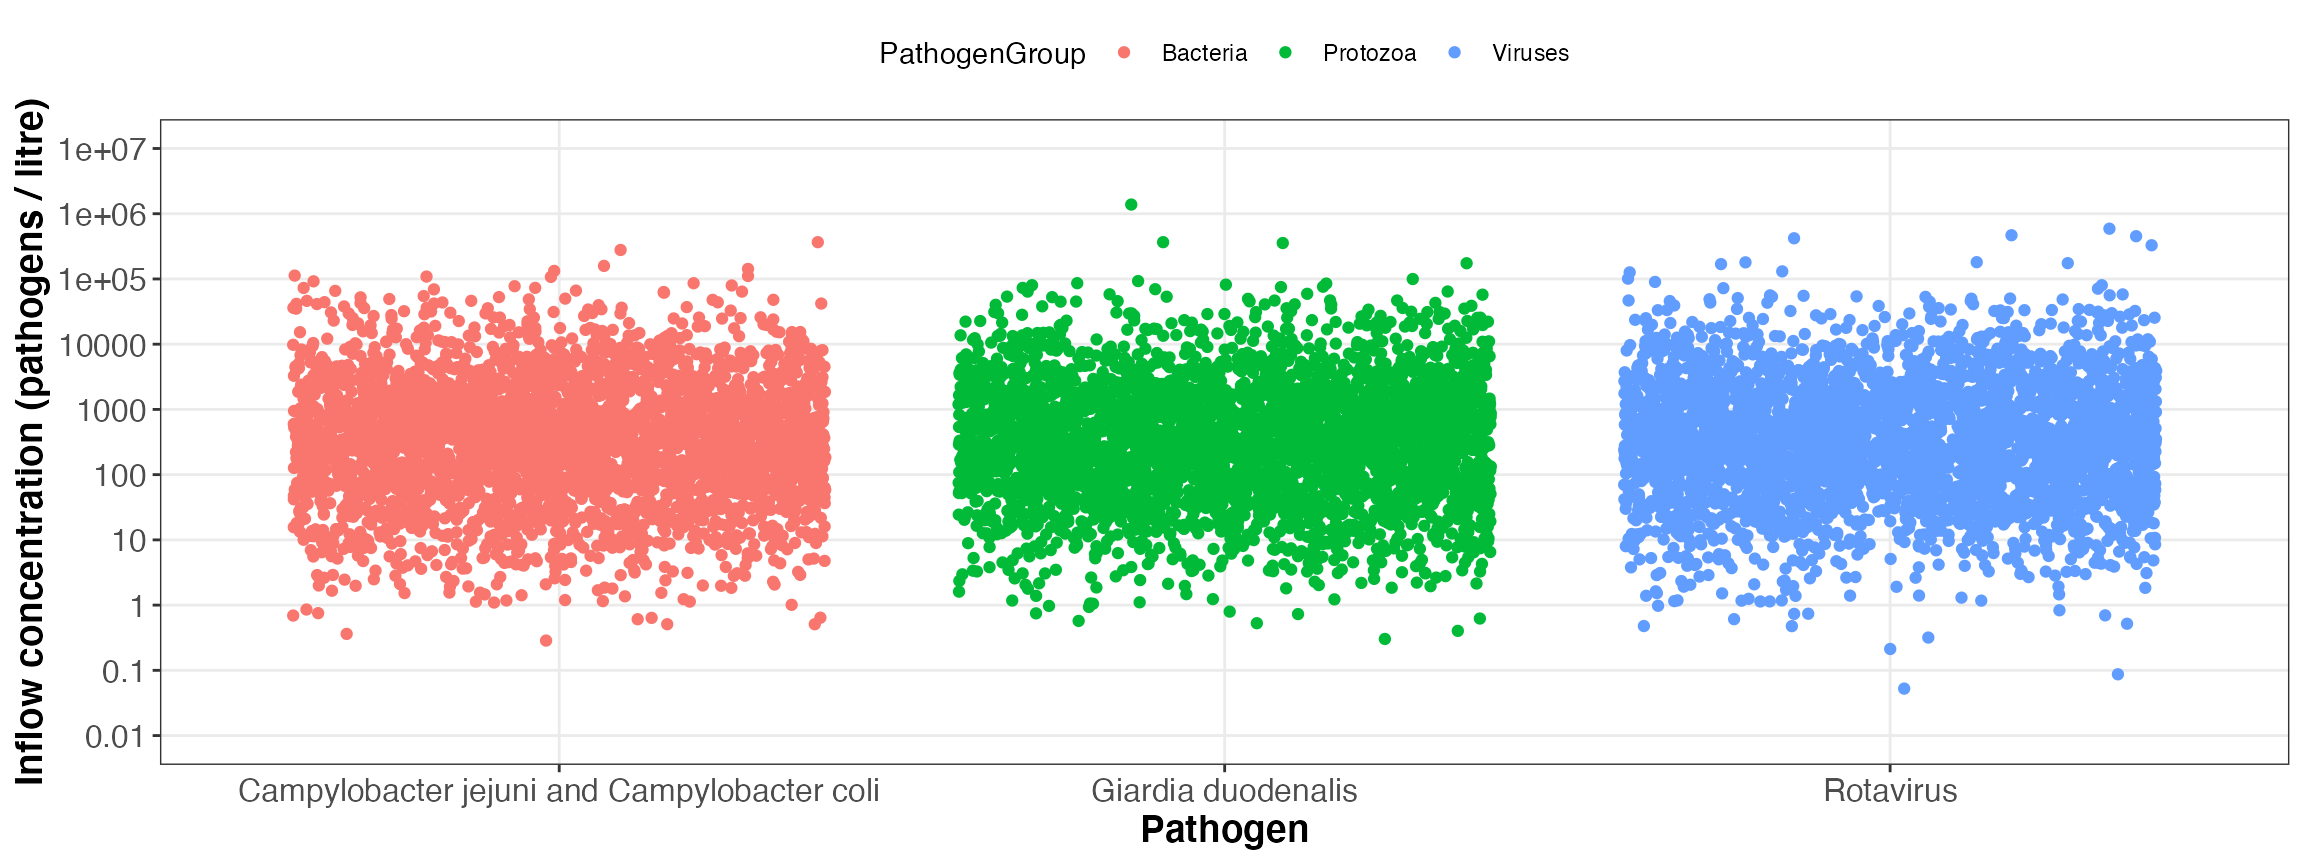 PathogenGroup Bacteria Protozoa Viruses
Inflow concentration (pathogens / litre)
1e+07
1e+06
1e+05
10000
1000
100
10
1
0.1
0.01
Campylobacter jejuni and Campylobacter coli Giardia duodenalis Rotavirus
Pathogen